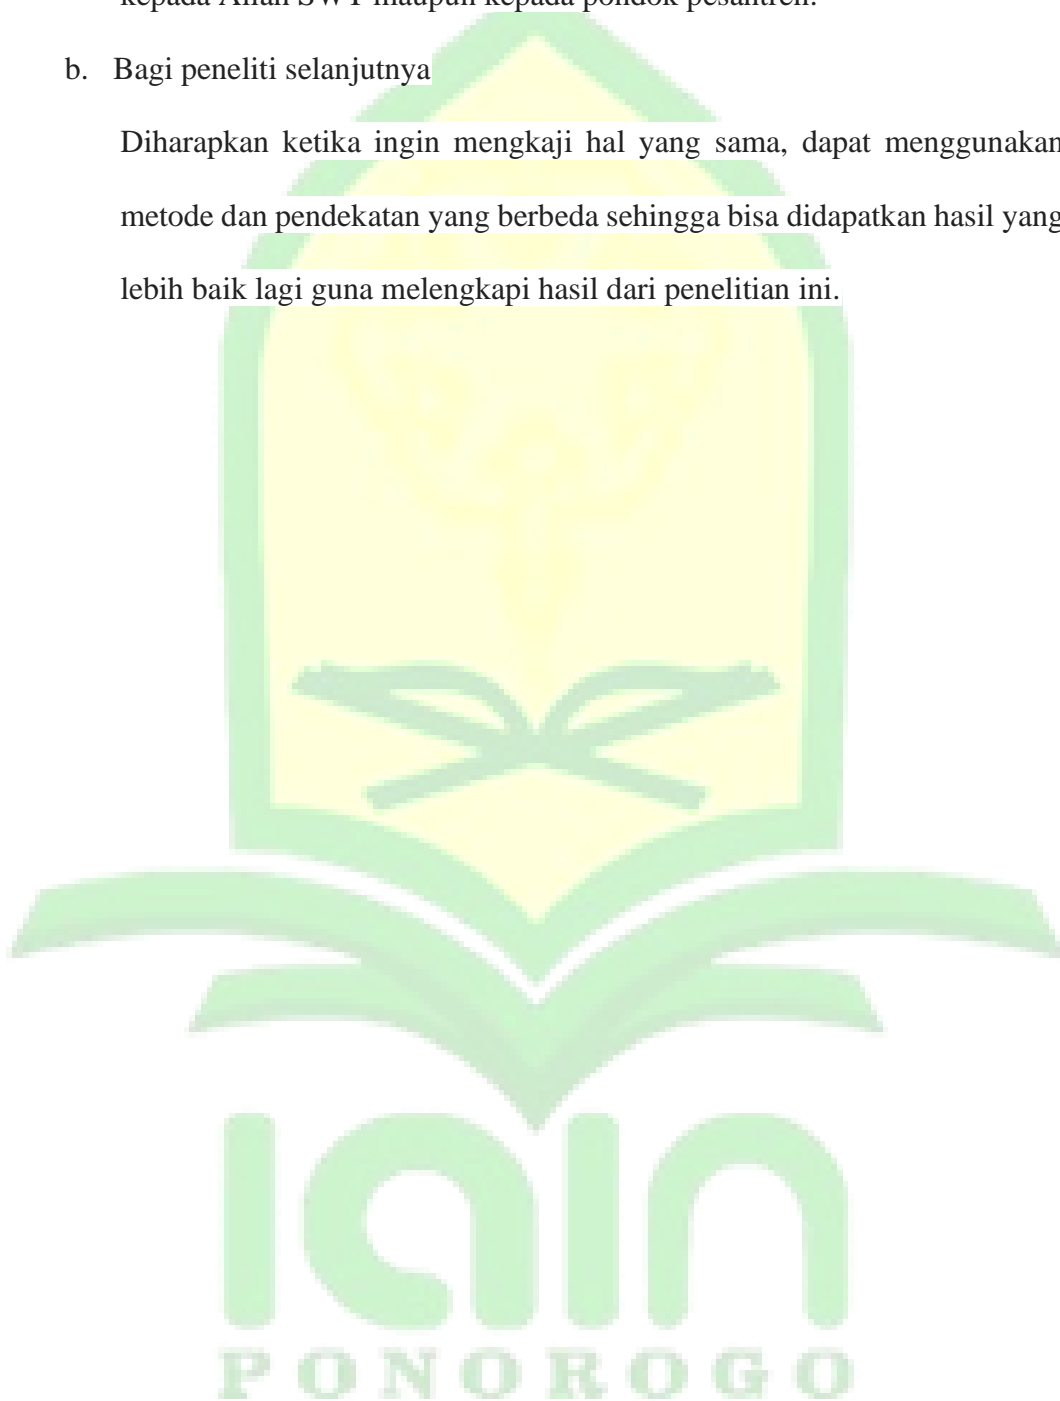 kepada Allah SWT maupun kepada pondok pesantren.
b. Bagi peneliti selanjutnya
Diharapkan ketika ingin mengkaji hal yang sama, dapat menggunakan
metode dan pendekatan yang berbeda sehingga bisa didapatkan hasil yang
lebih baik lagi guna melengkapi hasil dari penelitian ini.
iain
PONOROGO